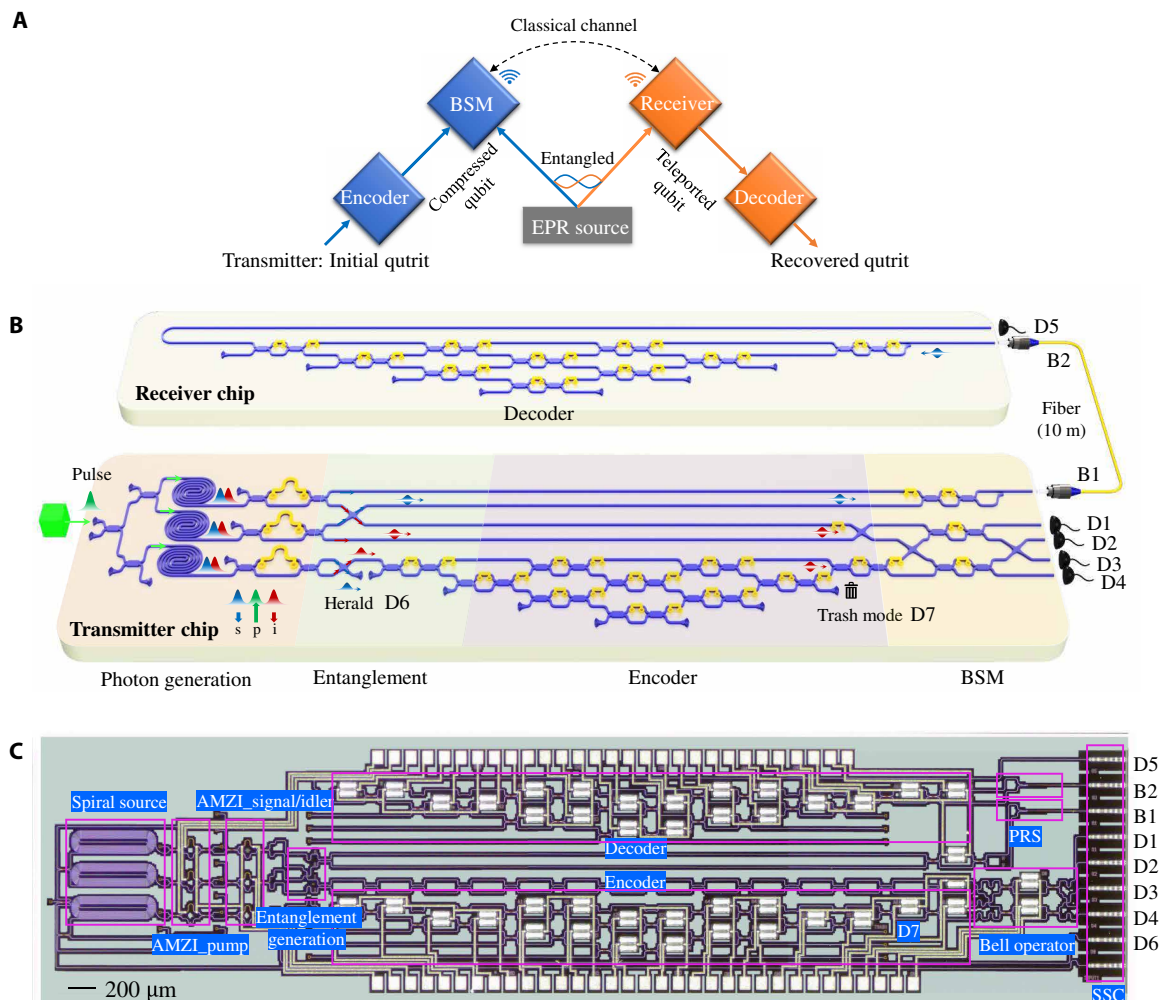 A
Classical channel
BSM
Receiver
Compressed
qubit
Entangled
Teleported
qubit
Encoder
Decoder
EPR source
Transmitter: Initial qutrit
Recovered qutrit
B
D5
B2
Receiver chip
Decoder
Fiber
(10 m)
Pulse
B1
D1
D2
D3
D4
Herald D6
Trash mode D7
s p i
Transmitter chip
Photon generation
Entanglement
Encoder
BSM
C
Spiral source
AMZI_signal/idler
D5
B2
B1
PRS
D1
Decoder
D2
Encoder
D3
Entanglement
generation
D4
D7
AMZI_pump
Bell operator
D6
200 μm
SSC